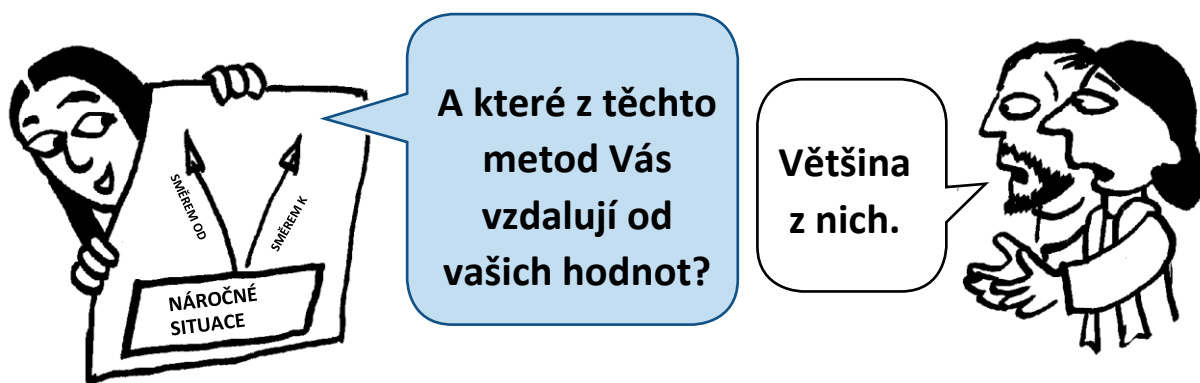 SMĚREM OD
SMĚREM K
NÁROČNÉ
SITUACE
A které z těchto
metod Vás
vzdalují od
vašich hodnot?
Většina
z nich.